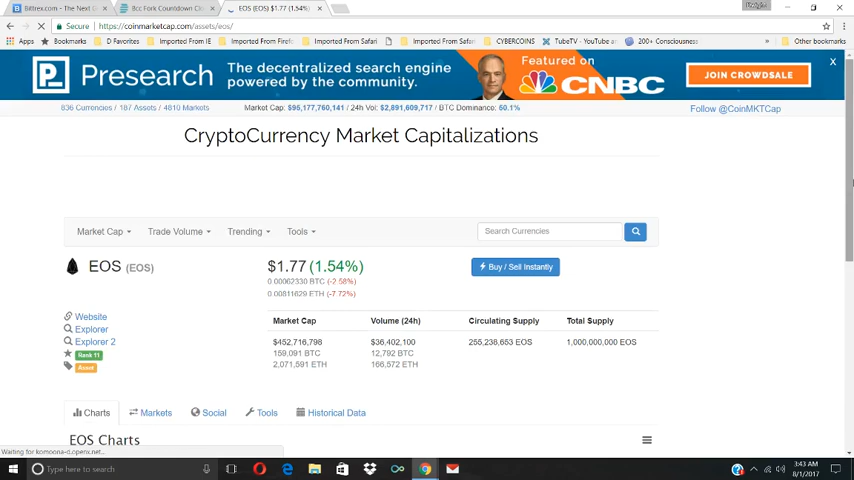 Bittrex.com - The Next G
Bcc Fork Countdown Clo
EOS (EOS) $1.77 (1.54%)
Secure https://coinmarketcap.com/assets/eos/
Apps Bookmarks D Favorites Imported From IE Imported From Firef Imported From Safari Imported From Safar CYBERCOINS TubeTV – YouTube 200+ Consciousness » Other bookmarks
Presearch The decentralized search engine powered by the community. Featured on CNBC JOIN CROWDSALE X
836 Currencies / 187 Assets / 4810 Markets Market Cap: $95,177,760,141 / 24h Vol: $2,891,609,717 / BTC Dominance: 50.1% Follow @CoinMKTCap
CryptoCurrency Market Capitalizations
Market Cap Trade Volume Trending Tools Search Currencies
EOS (EOS) $1.77 (1.54%) Buy / Sell Instantly
0.00062330 BTC (-2.58%)
0.00811629 ETH (-7.72%)
Website
Explorer
Explorer 2
Rank 11
Asset
Market Cap Volume (24h) Circulating Supply Total Supply
$452,716,798 $36,402,100 255,238,653 EOS 1,000,000,000 EOS
159,091 BTC 12,792 BTC
2,071,591 ETH 166,572 ETH
Charts Markets Social Tools Historical Data
EOS Charts
Waiting for komoona-d.openx.net...
Type here to search
3:43 AM
8/1/2017